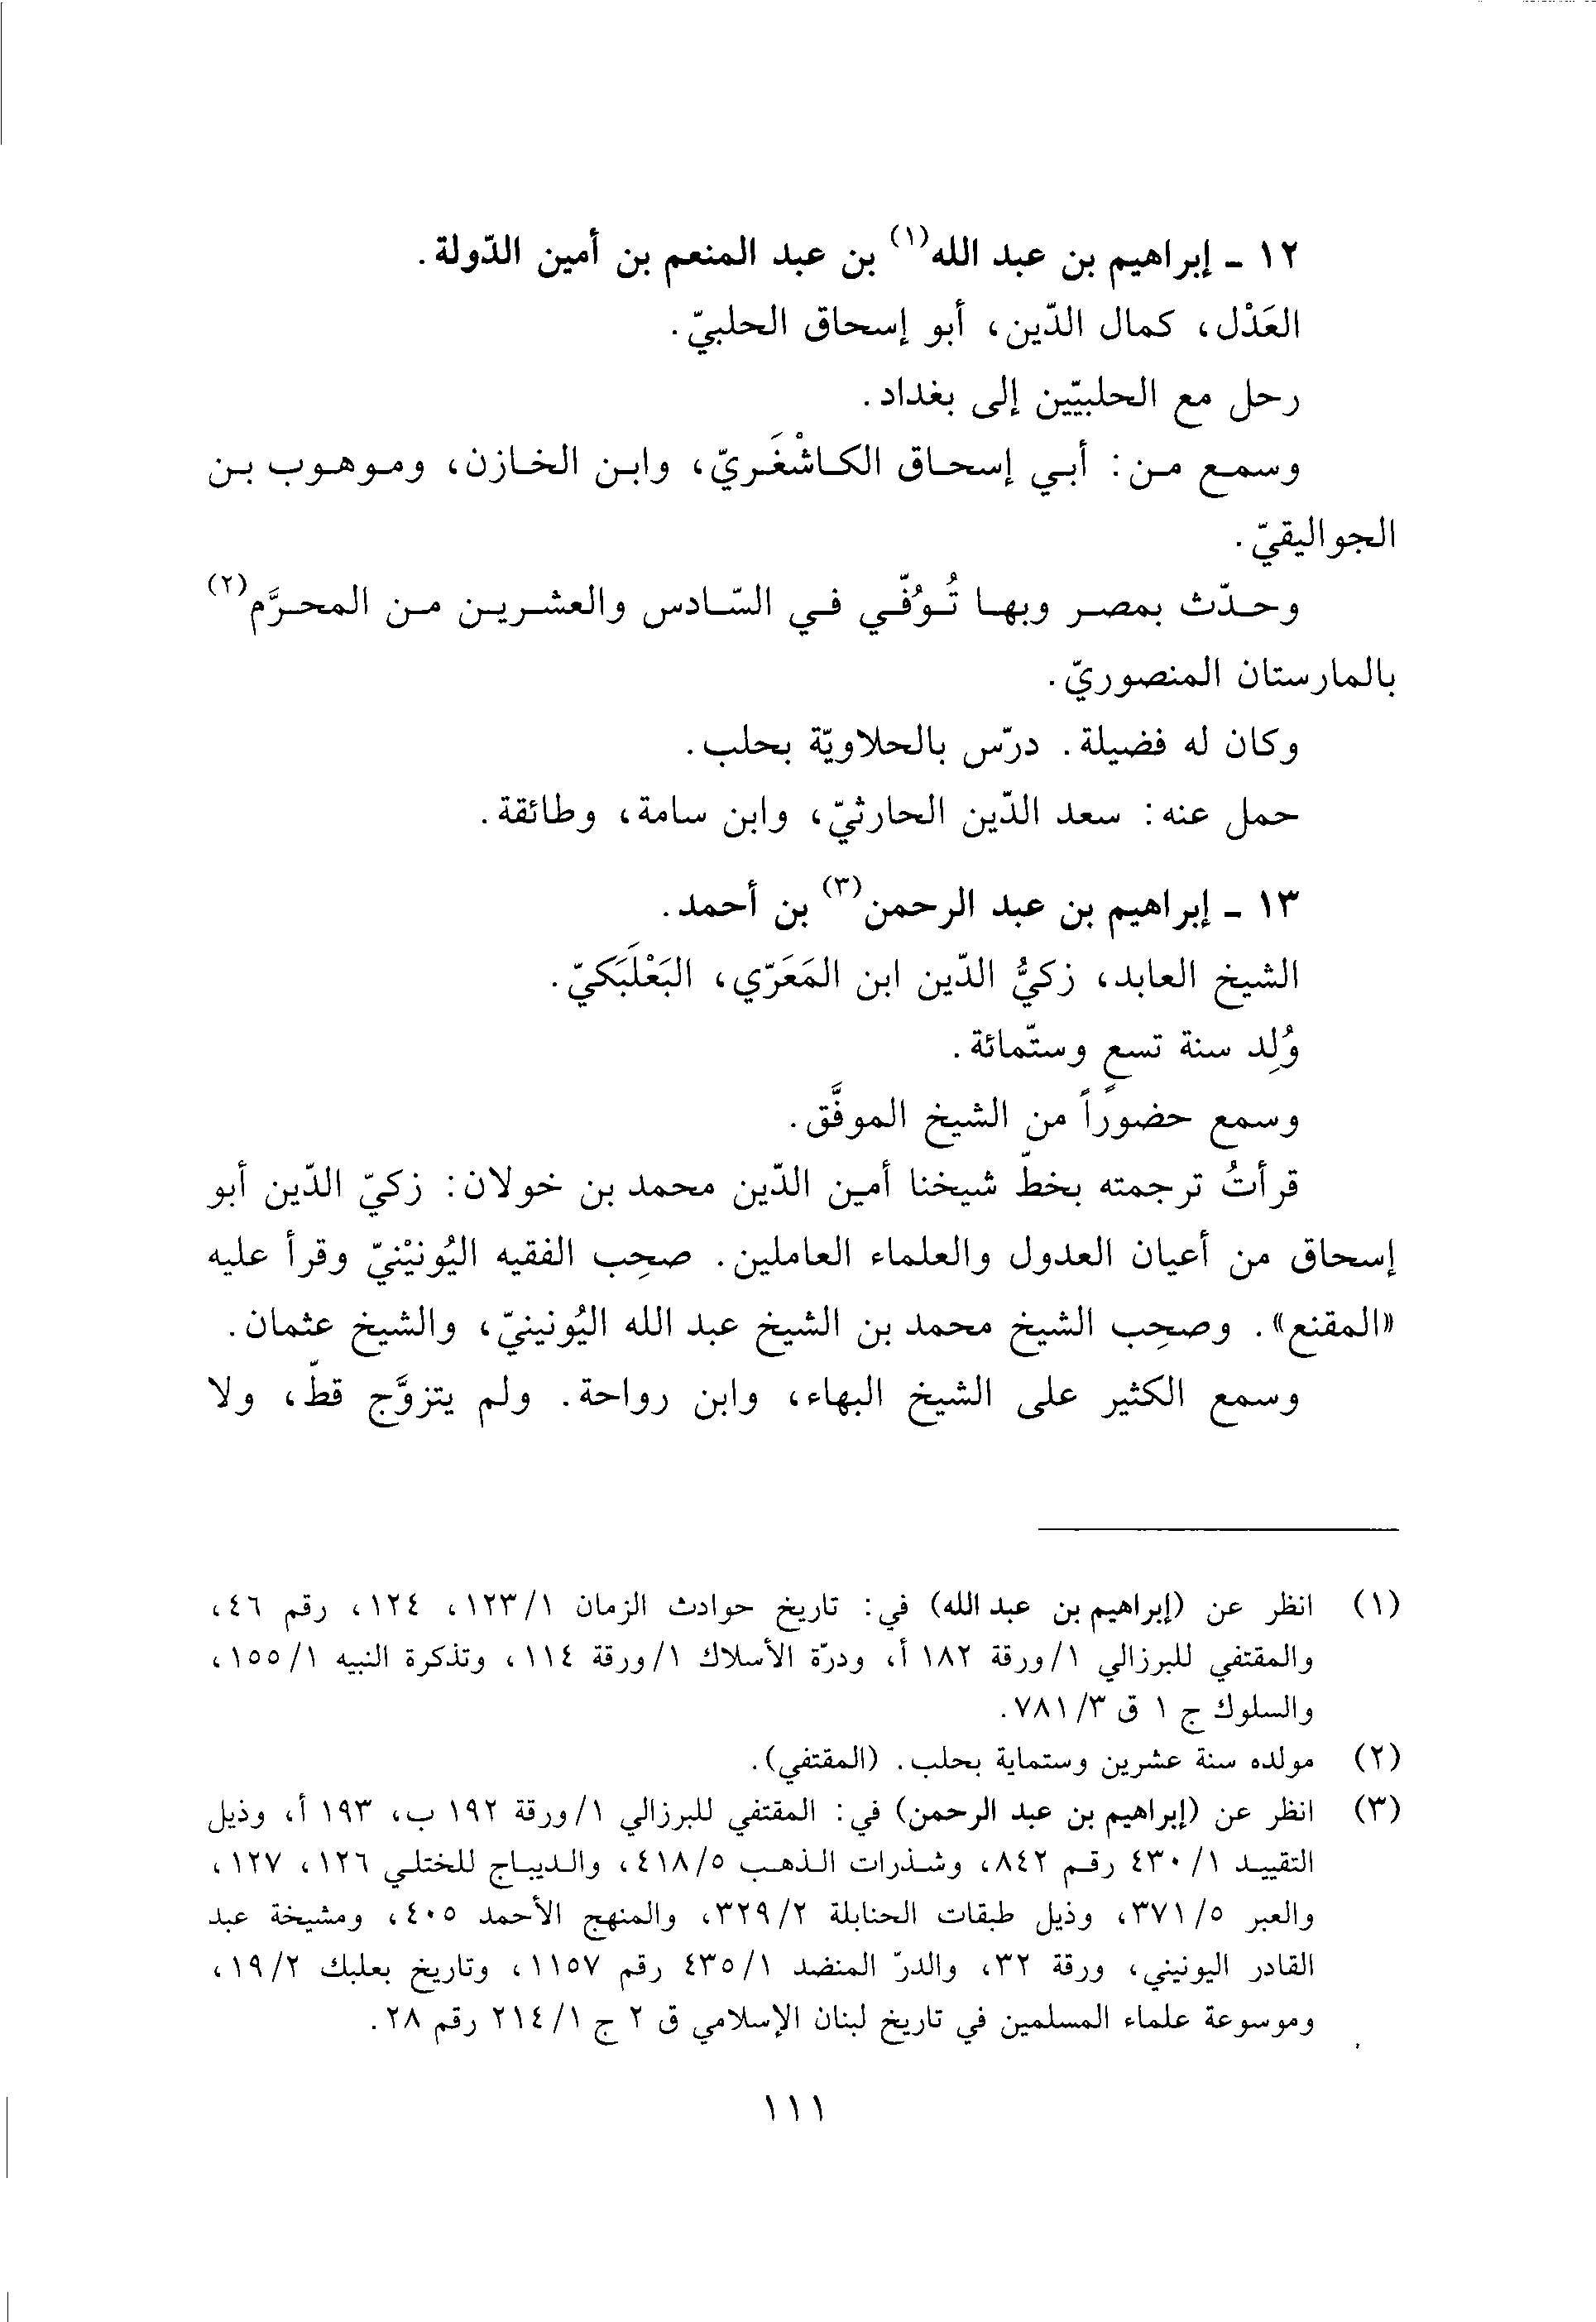 ١٢ - إبراهيم بن عبد الله(١) بن عبد المنعم بن أمين الدّولة.
العَدْل، كمال الدّين، أبو إسحاق الحلبيّ.
رحل مع الحلبيّين إلى بغداد.
وسمع من: أبي إسحاق الكاشْغَريّ، وابن الخازن، وموهوب بن
الجواليقيّ.
وحدّث بمصر وبها تُوُفّي في السّادس والعشرين من المحرَّم(٢)
بالمارستان المنصوريّ.
وكان له فضيلة. درّس بالحلاويّة بحلب.
حمل عنه: سعد الدّين الحارثيّ، وابن سامة، وطائقة.
١٣ - إبراهيم بن عبد الرحمن(٣) بن أحمد.
الشيخ العابد، زكيُّ الدّين ابن المَعَرّي، البَعْلَبَكيّ.
وُلِد سنة تسعٍ وستّمائة.
وسمع حضوراً من الشيخ الموفَّق.
قرأتُ ترجمته بخطّ شيخنا أمين الدّين محمد بن خولان: زكيّ الدّين أبو
إسحاق من أعيان العدول والعلماء العاملين. صحِب الفقيه اليُونيْنيّ وقرأ عليه
«المقنع». وصحِب الشيخ محمد بن الشيخ عبد الله اليُونينيّ، والشيخ عثمان.
وسمع الكثير على الشيخ البهاء، وابن رواحة. ولم يتزوَّج قطّ، ولا
(١) انظر عن (إبراهيم بن عبد الله) في: تاريخ حوادث الزمان ١/١٢٣، ١٢٤، رقم ٤٦،
والمقتفي للبرزالي ١/ورقة ١٨٢ أ، ودرّة الأسلاك ١/ورقة ١١٤، وتذكرة النبيه ١/١٥٥،
والسلوك ج ١ ق ٣/٧٨١.
(٢) مولده سنة عشرين وستماية بحلب. (المقتفي).
(٣) انظر عن (إبراهيم بن عبد الرحمن) في: المقتفي للبرزالي ١/ورقة ١٩٢ ب، ١٩٣ أ، وذيل
التقييد ١/٤٣٠ رقم ٨٤٢، وشذرات الذهب ٥/٤١٨، والديباج للختلي ١٢٦، ١٢٧،
والعبر ٥/٣٧١، وذيل طبقات الحنابلة ٢/٣٢٩، والمنهج الأحمد ٤٠٥، ومشيخة عبد
القادر اليونيني، ورقة ٣٢، والدرّ المنضد ١/٤٣٥ رقم ١١٥٧، وتاريخ بعلبك ٢/١٩،
وموسوعة علماء المسلمين في تاريخ لبنان الإسلامي ق ٢ ج ١/٢١٤ رقم ٢٨.
١١١